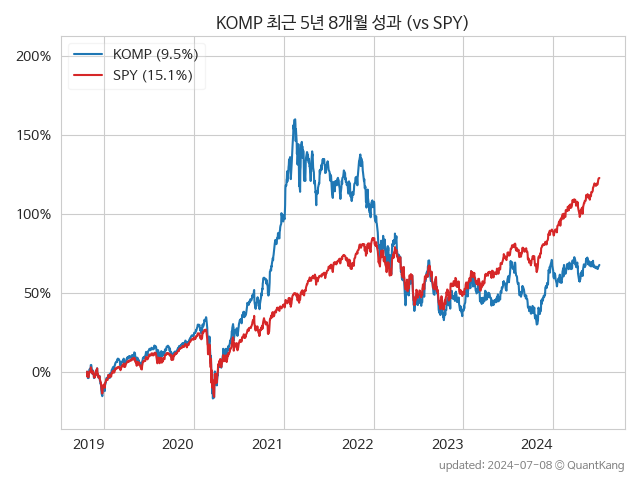 KOMP 최근 5년 8개월 성과 (vs SPY)
KOMP (9.5%)
SPY (15.1%)
200%
150%
100%
50%
0%
2019 2020 2021 2022 2023 2024
updated: 2024-07-08 © QuantKang